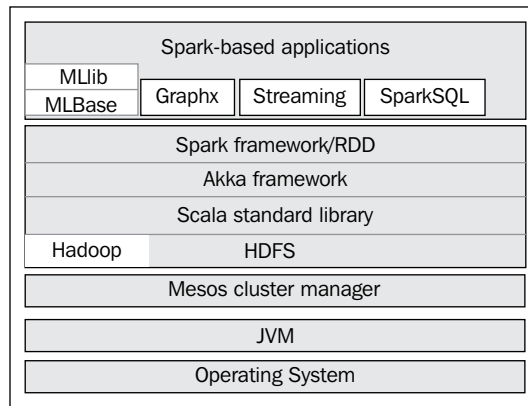 Spark-based applications
MLlib
MLBase
Graphx
Streaming
SparkSQL
Spark framework/RDD
Akka framework
Scala standard library
Hadoop
HDFS
Mesos cluster manager
JVM
Operating System